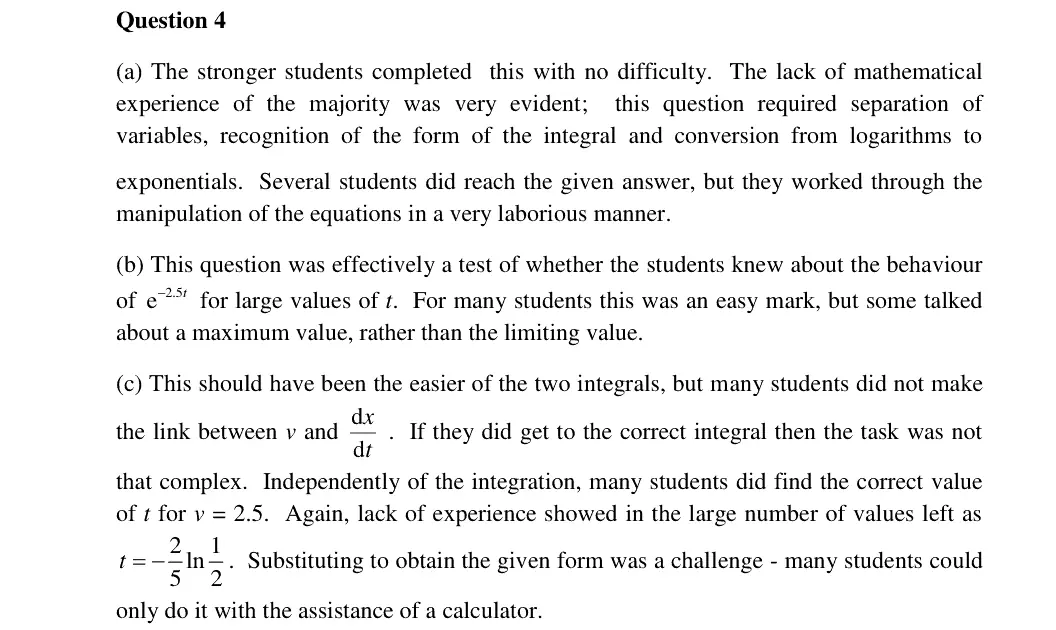 Question 4
(a) The stronger students completed this with no difficulty. The lack of mathematical
experience of the majority was very evident; this question required separation of
variables, recognition of the form of the integral and conversion from logarithms to
exponentials. Several students did reach the given answer, but they worked through the
manipulation of the equations in a very laborious manner.
(b) This question was effectively a test of whether the students knew about the behaviour
of e^{-2.5t} for large values of t. For many students this was an easy mark, but some talked
about a maximum value, rather than the limiting value.
(c) This should have been the easier of the two integrals, but many students did not make
the link between v and dx/dt . If they did get to the correct integral then the task was not
that complex. Independently of the integration, many students did find the correct value
of t for v = 2.5. Again, lack of experience showed in the large number of values left as
t = −2/5 ln 1/2 . Substituting to obtain the given form was a challenge - many students could
only do it with the assistance of a calculator.